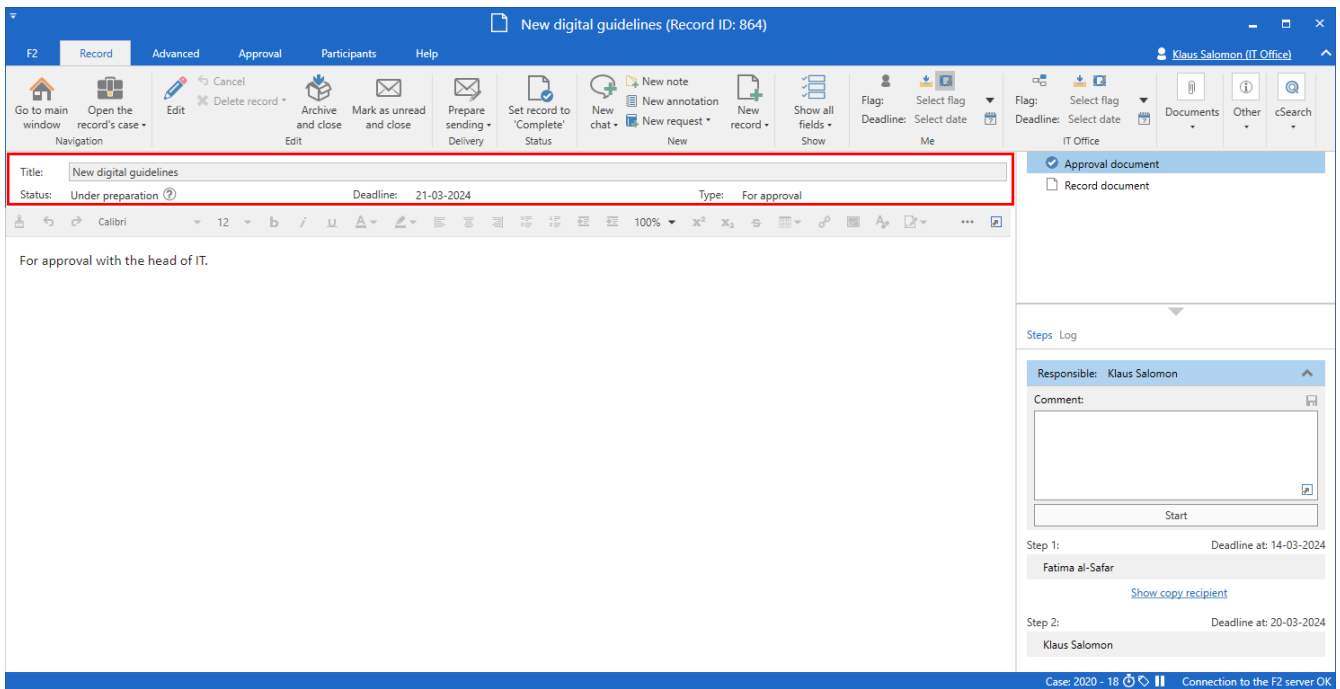 New digital guidelines (Record ID: 864)
F2 Record Advanced Approval Participants Help Klaus Salomon (IT Office)
Go to main window
Open the record's case
Navigation
Edit
Cancel
Delete record
Archive and close
Mark as unread and close
Edit
Prepare sending
Delivery
Set record to 'Complete'
Status
New chat
New note
New annotation
New request
New record
New
Show all fields
Show
Flag: Select flag
Deadline: Select date
Me
Flag: Select flag
Deadline: Select date
IT Office
Documents
Other
cSearch
Title: New digital guidelines
Status: Under preparation ? Deadline: 21-03-2024 Type: For approval
Calibri 12 b i u A 100% x² x₂ S
For approval with the head of IT.
Approval document
Record document
Steps Log
Responsible: Klaus Salomon
Comment:
Start
Step 1: Deadline at: 14-03-2024
Fatima al-Safar
Show copy recipient
Step 2: Deadline at: 20-03-2024
Klaus Salomon
Case: 2020 - 18 Connection to the F2 server OK